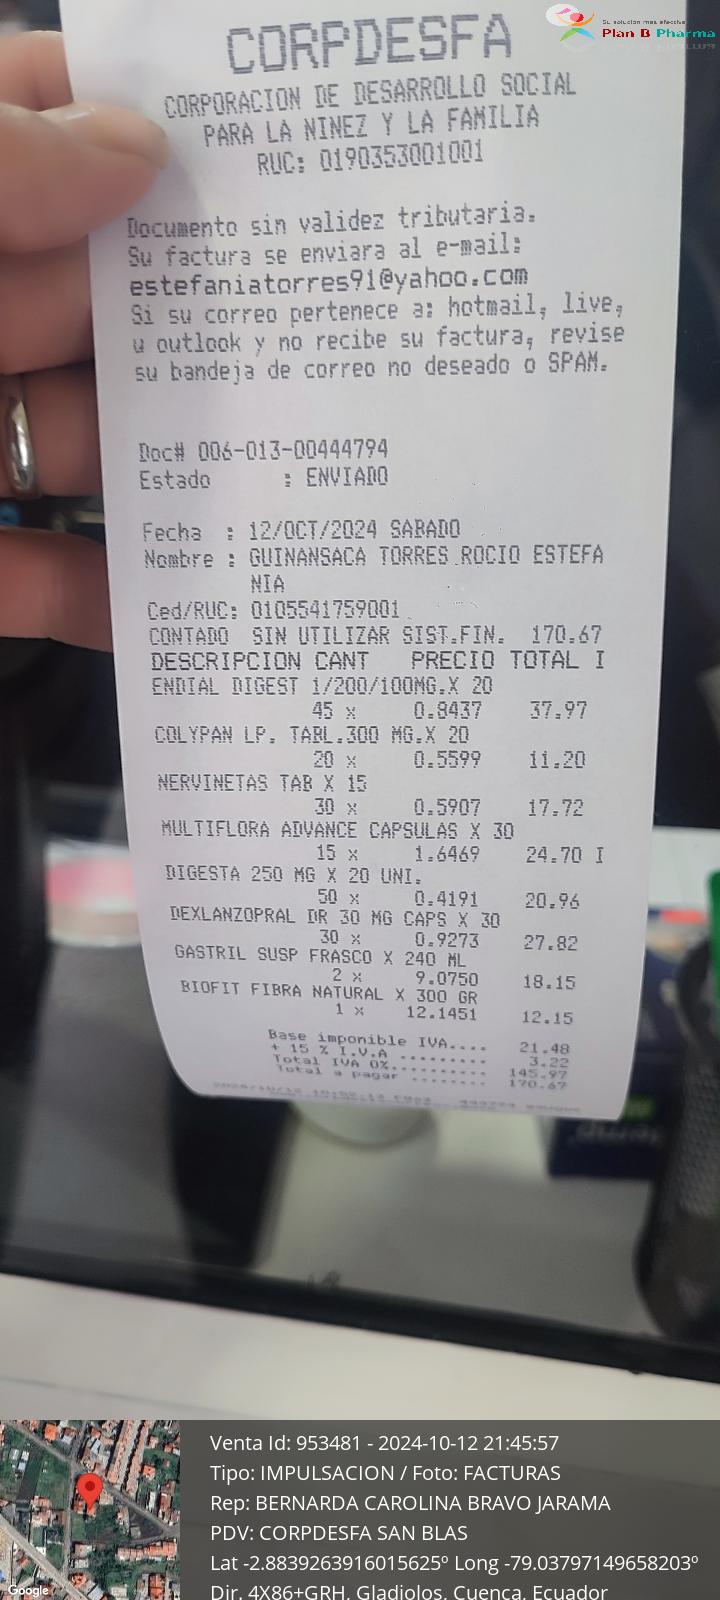 Su solución más efectiva
Plan B Pharma
CORPDESFA
CORPORACION DE DESARROLLO SOCIAL
PARA LA NINEZ Y LA FAMILIA
RUC: 0190353001001
Documento sin validez tributaria.
Su factura se enviara al e-mail:
estefaniatorres91@yahoo.com
Si su correo pertenece a: hotmail, live,
u outlook y no recibe su factura, revise
su bandeja de correo no deseado o SPAM.
Doc# 006-013-00444794
Estado : ENVIADO
Fecha : 12/OCT/2024 SABADO
Nombre : GUINANSACA TORRES ROCIO ESTEFA
NIA
Ced/RUC: 0105541759001
CONTADO SIN UTILIZAR SIST.FIN. 170.67
DESCRIPCION CANT PRECIO TOTAL I
ENDIAL DIGEST 1/200/100MG.X 20
45 x 0.8437 37.97
COLYPAN LP. TABL.300 MG.X 20
20 x 0.5599 11.20
NERVINETAS TAB X 15
30 x 0.5907 17.72
MULTIFLORA ADVANCE CAPSULAS X 30
15 x 1.6469 24.70 I
DIGESTA 250 MG X 20 UNI.
50 x 0.4191 20.96
DEXLANZOPRAL DR 30 MG CAPS X 30
30 x 0.9273 27.82
GASTRIL SUSP FRASCO X 240 ML
2 x 9.0750 18.15
BIOFIT FIBRA NATURAL X 300 GR
1 x 12.1451 12.15
Base imponible IVA.... 21.48
+ 15 % I.V.A ......... 3.22
Total IVA 0%.......... 145.97
Total a pagar ........ 170.67
Google
Venta Id: 953481 - 2024-10-12 21:45:57
Tipo: IMPULSACION / Foto: FACTURAS
Rep: BERNARDA CAROLINA BRAVO JARAMA
PDV: CORPDESFA SAN BLAS
Lat -2.8839263916015625º Long -79.03797149658203º
Dir. 4X86+GRH, Gladiolos, Cuenca, Ecuador